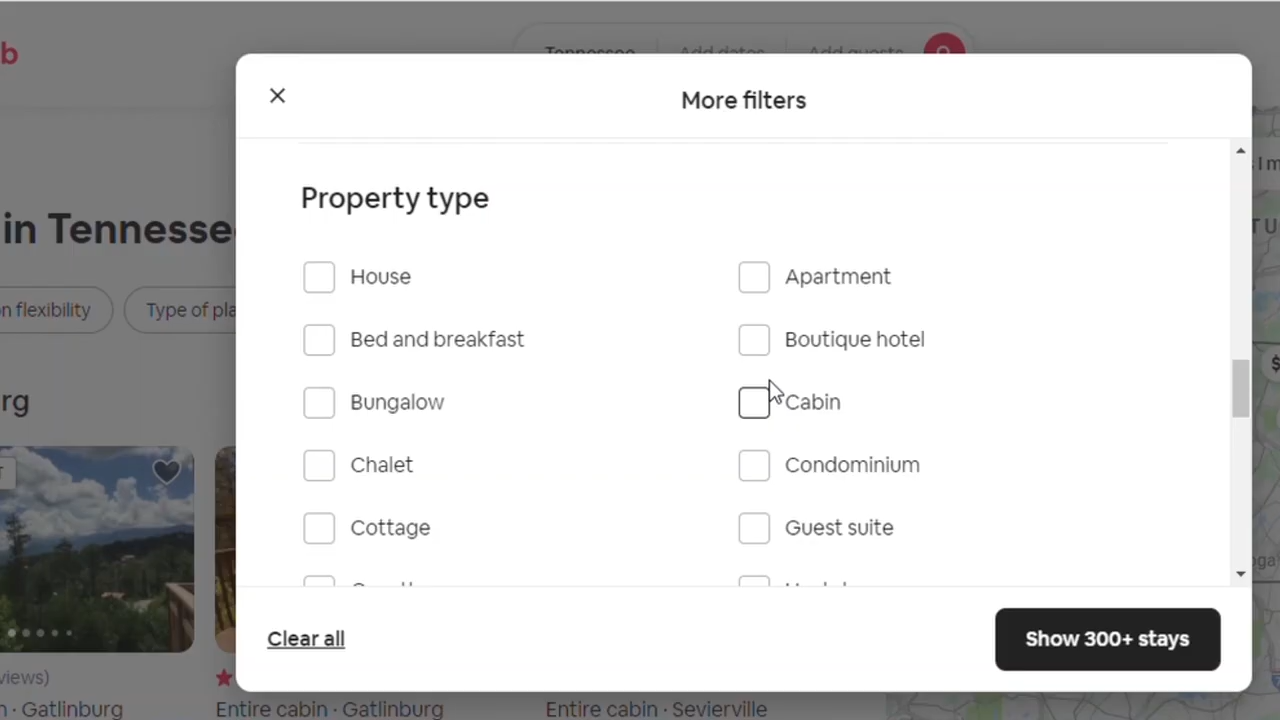 b
Tennessee Add dates Add guests
More filters
in Tennessee
Property type
House
Apartment
n flexibility
Type of pla
Bed and breakfast
Boutique hotel
rg
Bungalow
Cabin
Chalet
Condominium
Cottage
Guest suite
Clear all
Show 300+ stays
views)
n · Gatlinburg
Entire cabin · Gatlinburg
Entire cabin · Sevierville